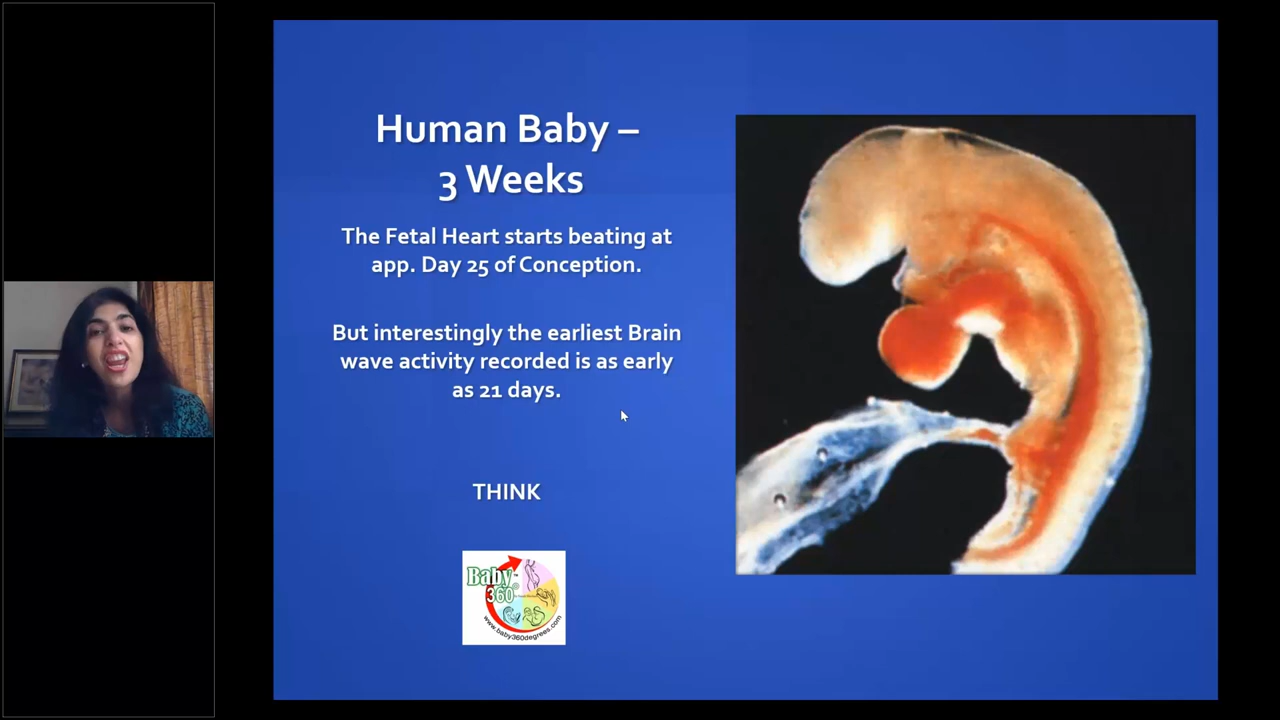 Human Baby –
3 Weeks
The Fetal Heart starts beating at
app. Day 25 of Conception.
But interestingly the earliest Brain
wave activity recorded is as early
as 21 days.
THINK
Baby
360°
www.baby360degrees.com